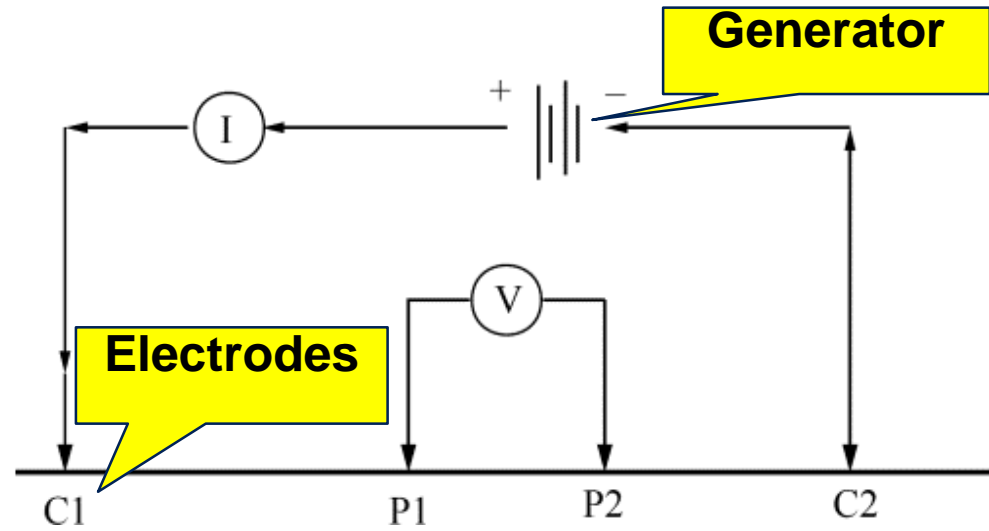 Generator
+ −
I
V
Electrodes
C1 P1 P2 C2